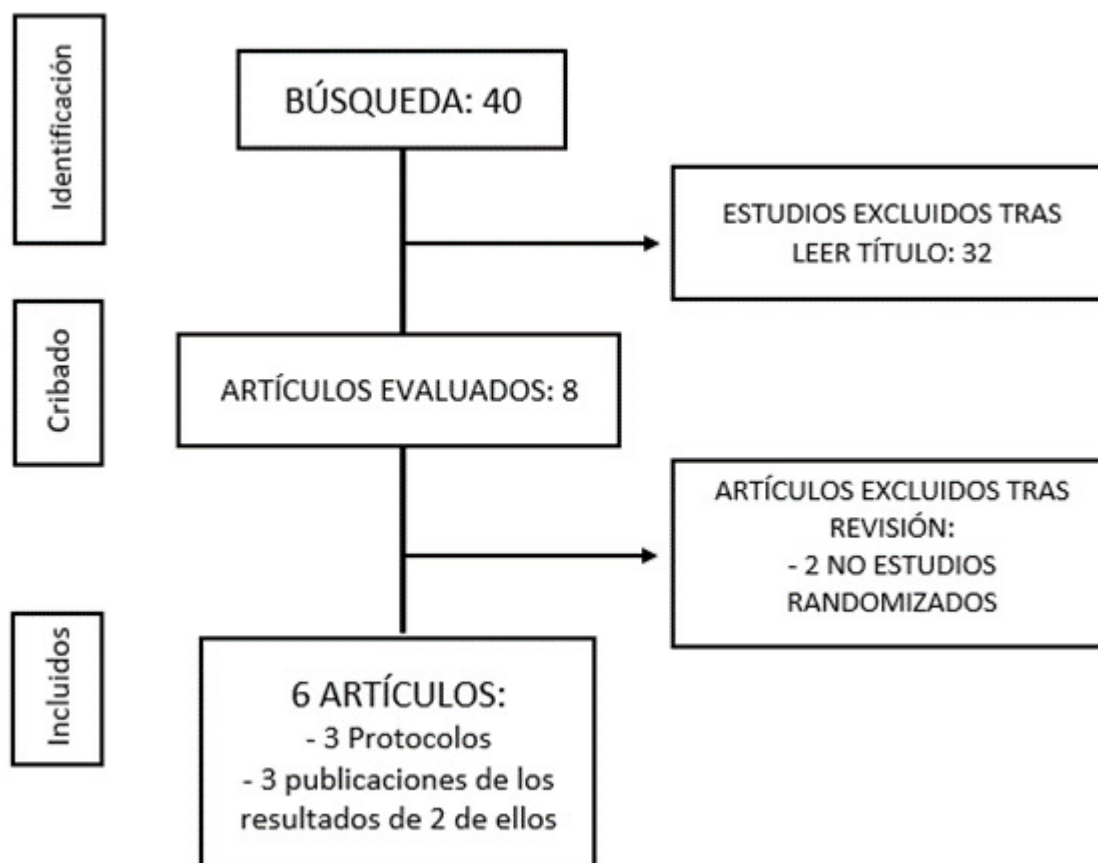 Identificación
BÚSQUEDA: 40
ESTUDIOS EXCLUIDOS TRAS
LEER TÍTULO: 32
Cribado
ARTÍCULOS EVALUADOS: 8
ARTÍCULOS EXCLUIDOS TRAS
REVISIÓN:
- 2 NO ESTUDIOS
RANDOMIZADOS
Incluidos
6 ARTÍCULOS:
- 3 Protocolos
- 3 publicaciones de los
resultados de 2 de ellos